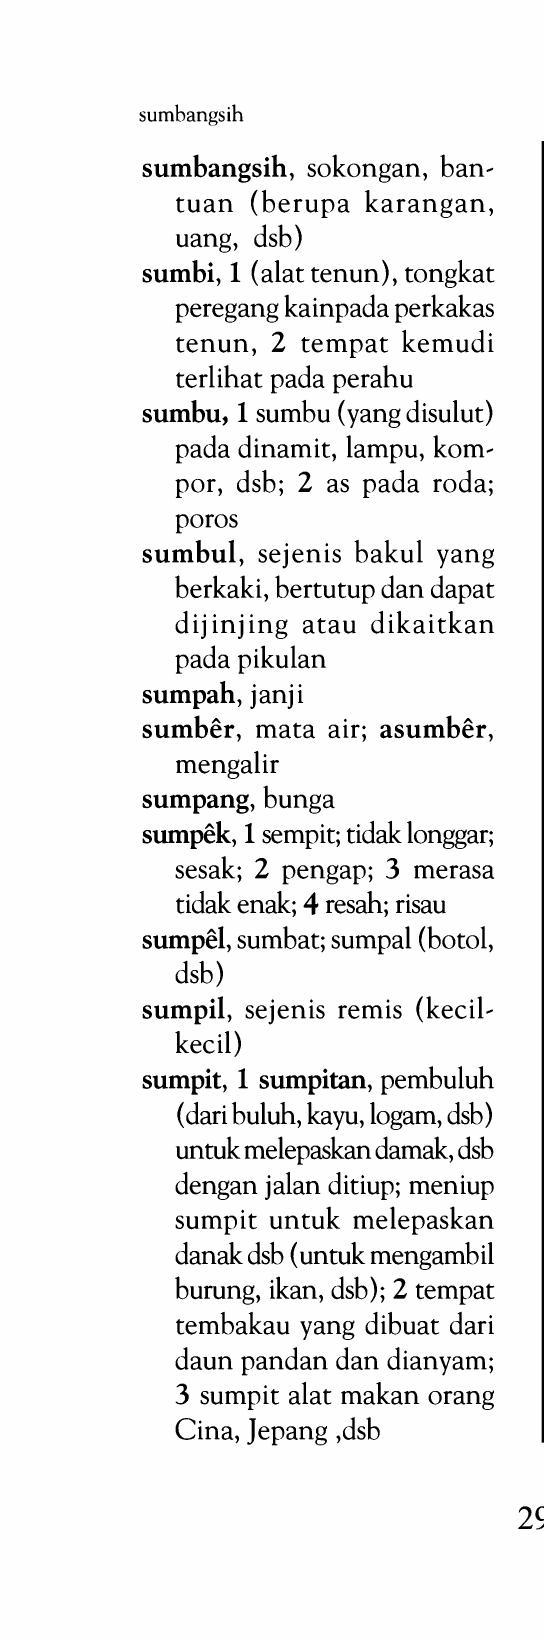 sumbangsih
sumbangsih, sokongan, ban-
tuan (berupa karangan,
uang, dsb)
sumbi, 1 (alat tenun), tongkat
peregang kainpada perkakas
tenun, 2 tempat kemudi
terlihat pada perahu
sumbu, 1 sumbu (yang disulut)
pada dinamit, lampu, kom-
por, dsb; 2 as pada roda;
poros
sumbul, sejenis bakul yang
berkaki, bertutup dan dapat
dijinjing atau dikaitkan
pada pikulan
sumpah, janji
sumbêr, mata air; asumbêr,
mengalir
sumpang, bunga
sumpêk, 1 sempit; tidak longgar;
sesak; 2 pengap; 3 merasa
tidak enak; 4 resah; risau
sumpêl, sumbat; sumpal (botol,
dsb)
sumpil, sejenis remis (kecil-
kecil)
sumpit, 1 sumpitan, pembuluh
(dari buluh, kayu, logam, dsb)
untuk melepaskan damak, dsb
dengan jalan ditiup; meniup
sumpit untuk melepaskan
danak dsb (untuk mengambil
burung, ikan, dsb); 2 tempat
tembakau yang dibuat dari
daun pandan dan dianyam;
3 sumpit alat makan orang
Cina, Jepang ,dsb